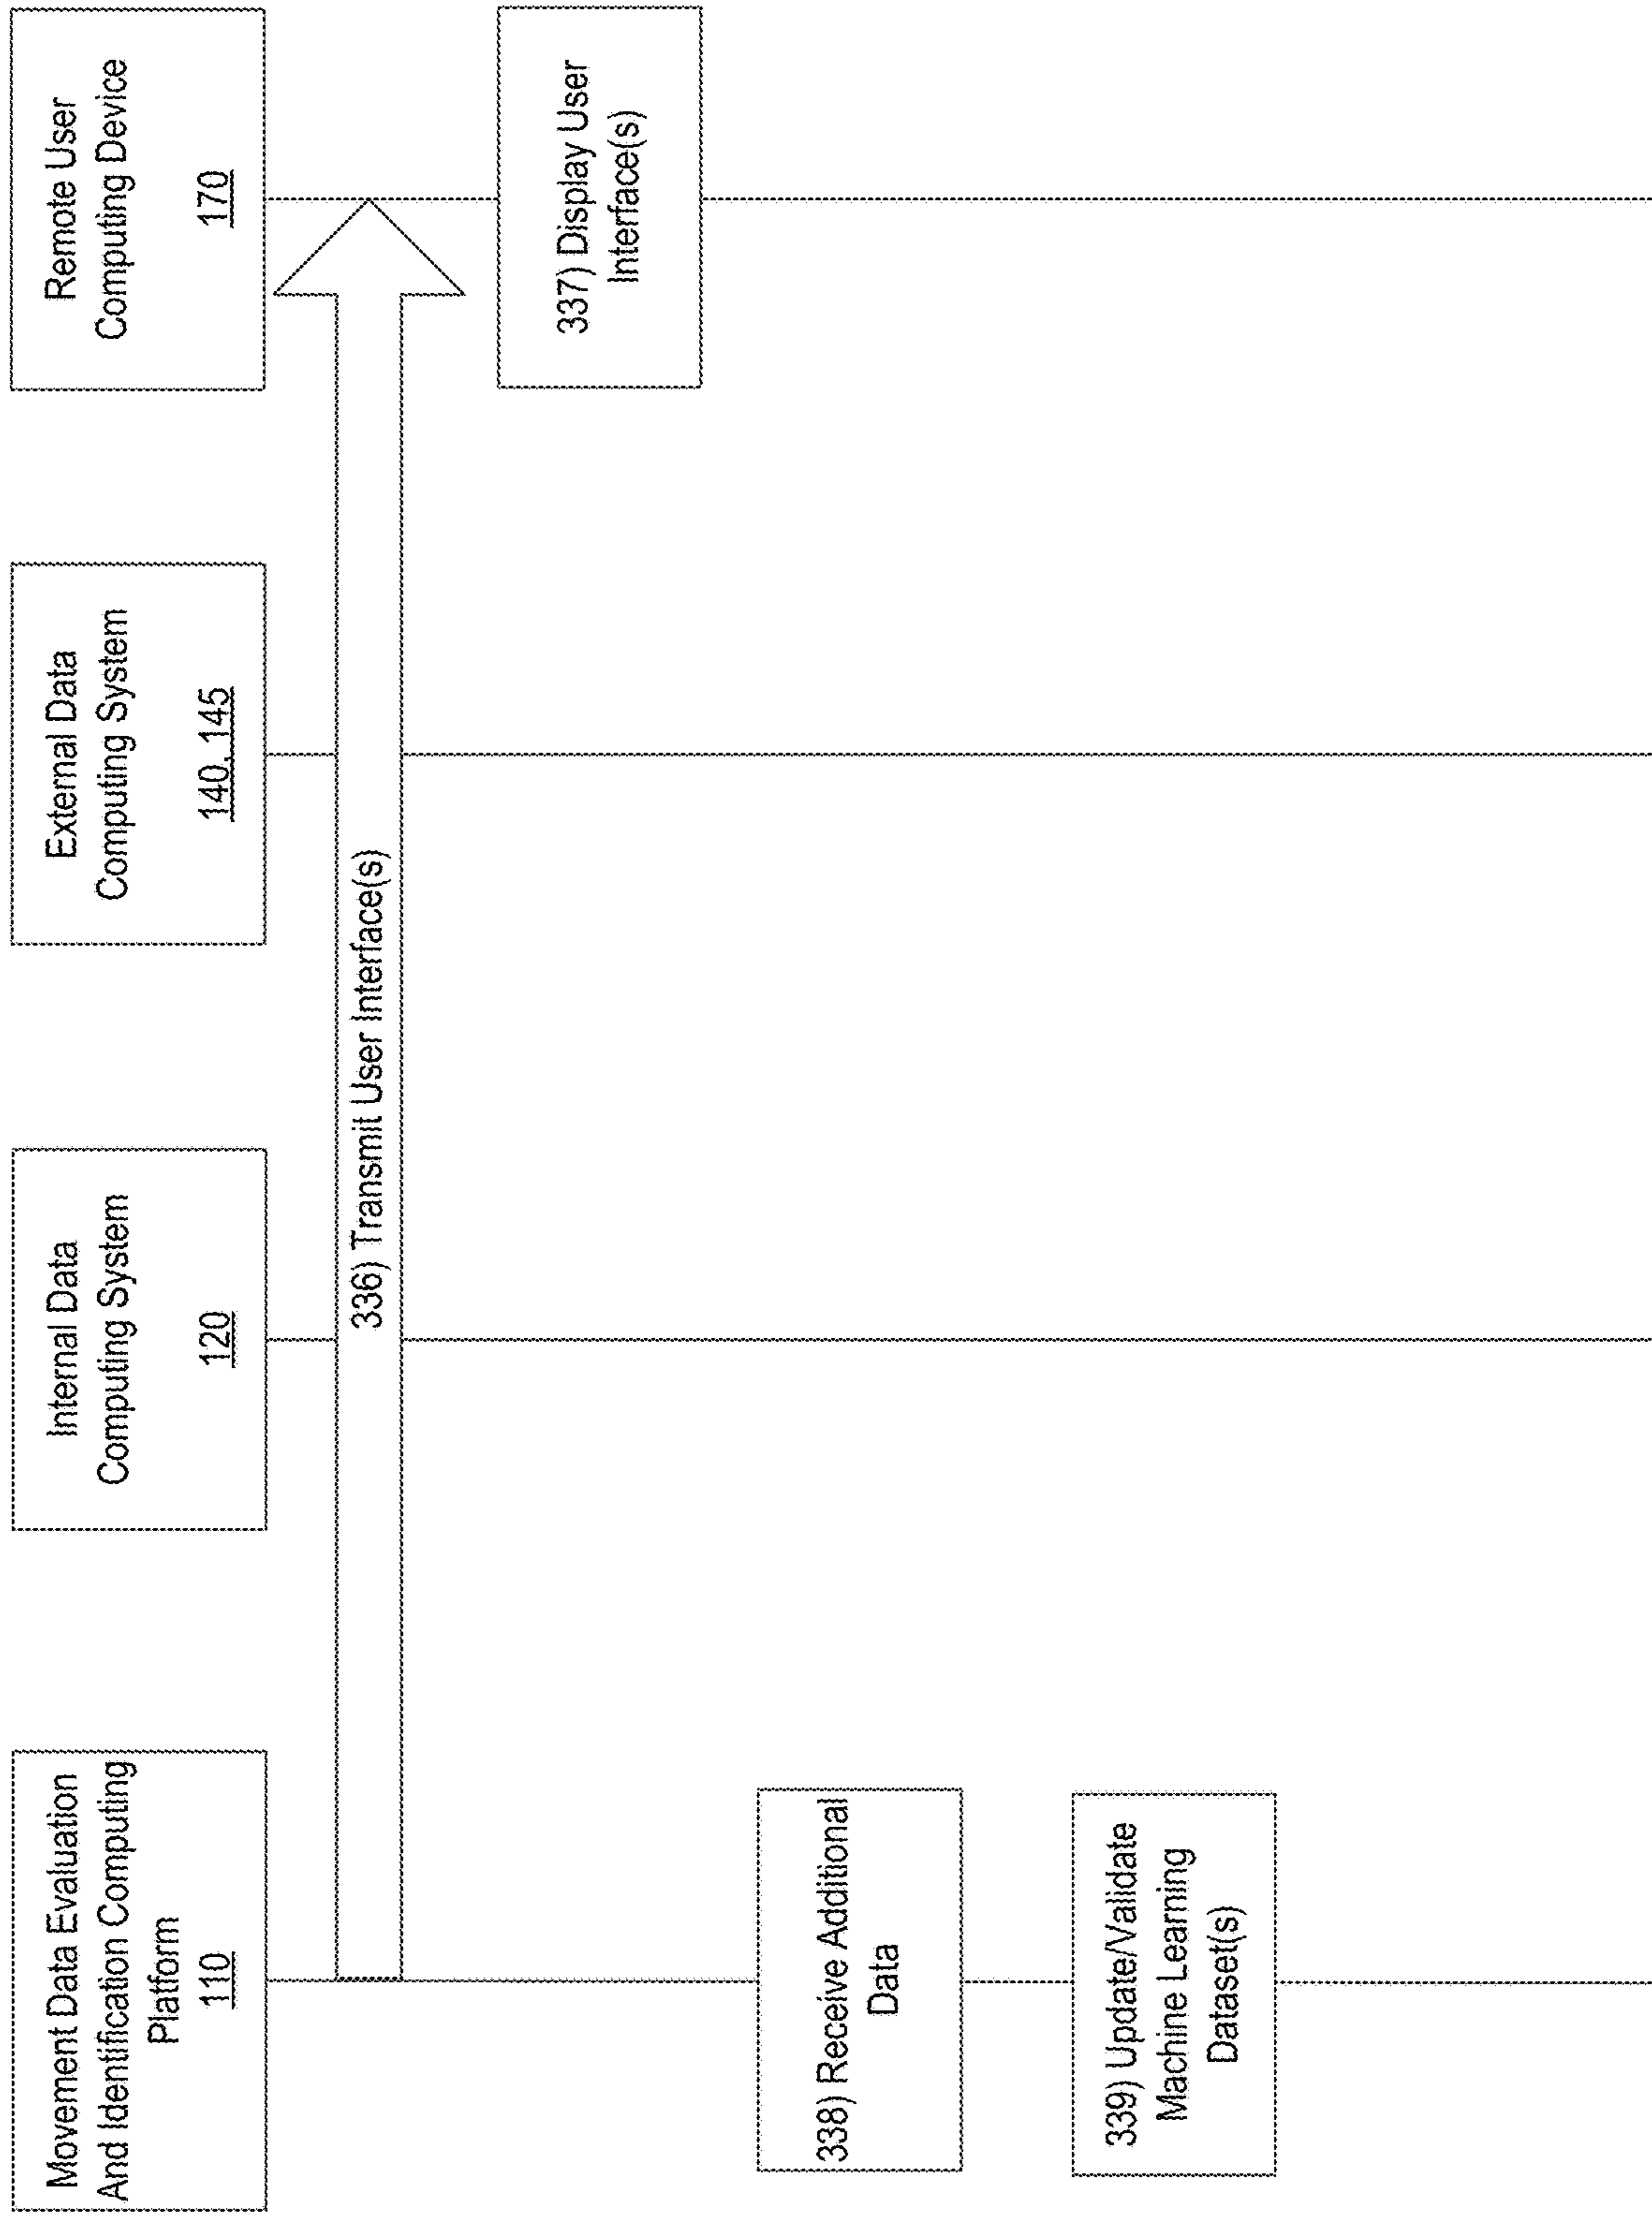 Movement Data Evaluation
And Identification Computing
Platform
110
Internal Data
Computing System
120
External Data
Computing System
140, 145
Remote User
Computing Device
170
336) Transmit User Interface(s)
337) Display User
Interface(s)
338) Receive Additional
Data
339) Update/Validate
Machine Learning
Dataset(s)